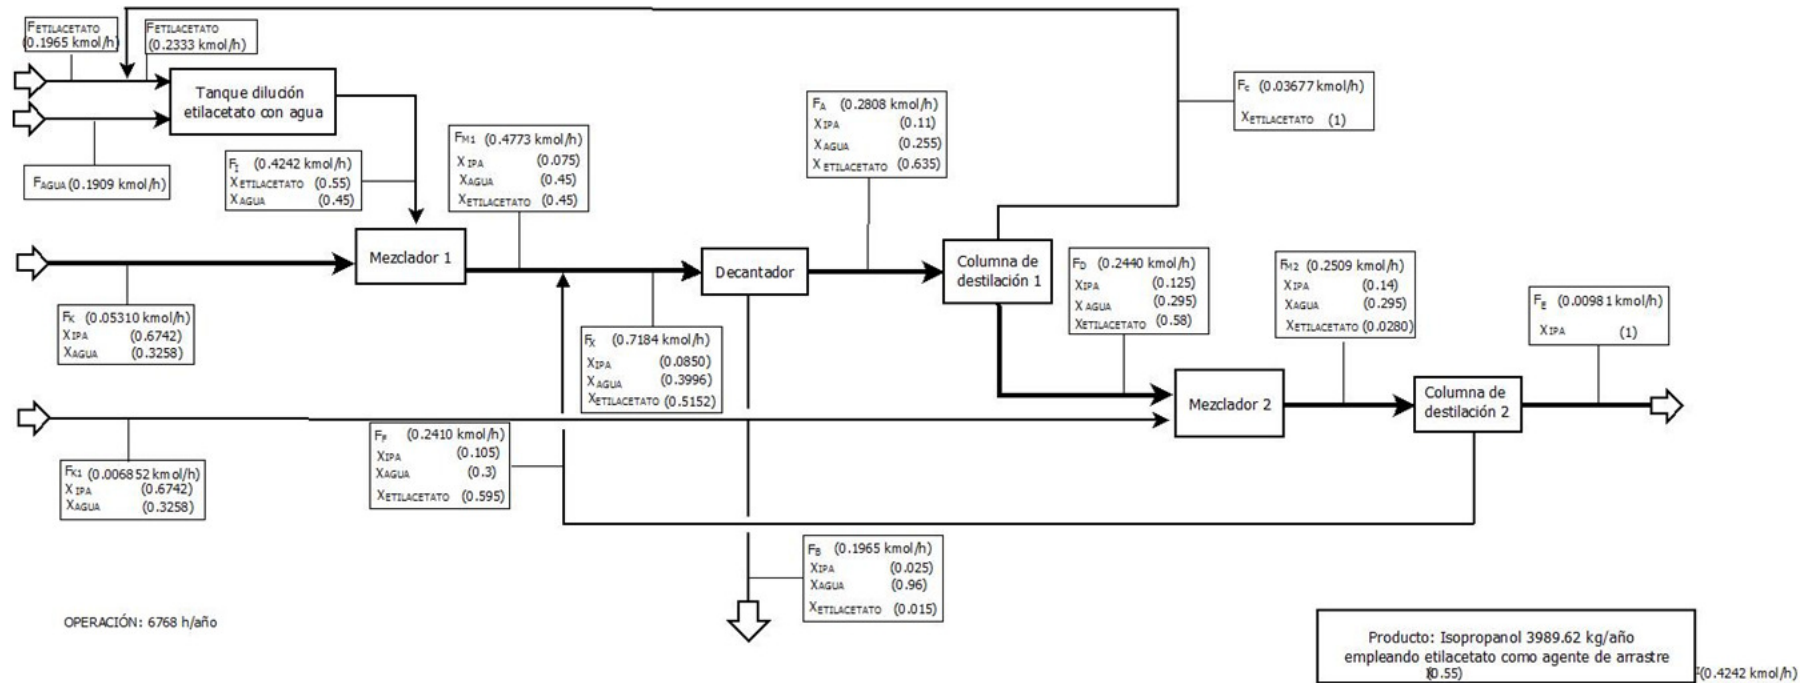 FETILACETATO
(0.1965 kmol/h)
FETILACETATO
(0.2333 kmol/h)
Tanque dilución
etilacetato con agua
FAGUA (0.1909 kmol/h)
FI (0.4242 kmol/h)
XETILACETATO (0.55)
XAGUA (0.45)
FM1 (0.4773 kmol/h)
XIPA (0.075)
XAGUA (0.45)
XETILACETATO (0.45)
FA (0.2808 kmol/h)
XIPA (0.11)
XAGUA (0.255)
XETILACETATO (0.635)
FC (0.03677 kmol/h)
XETILACETATO (1)
Mezclador 1
Decantador
Columna de
destilación 1
FD (0.2440 kmol/h)
XIPA (0.125)
XAGUA (0.295)
XETILACETATO (0.58)
FM2 (0.2509 kmol/h)
XIPA (0.14)
XAGUA (0.295)
XETILACETATO (0.0280)
FE (0.00981 kmol/h)
XIPA (1)
FK (0.05310 kmol/h)
XIPA (0.6742)
XAGUA (0.3258)
FX (0.7184 kmol/h)
XIPA (0.0850)
XAGUA (0.3996)
XETILACETATO (0.5152)
Mezclador 2
Columna de
destilación 2
FK1 (0.006852 kmol/h)
XIPA (0.6742)
XAGUA (0.3258)
FF (0.2410 kmol/h)
XIPA (0.105)
XAGUA (0.3)
XETILACETATO (0.595)
FB (0.1965 kmol/h)
XIPA (0.025)
XAGUA (0.96)
XETILACETATO (0.015)
OPERACIÓN: 6768 h/año
Producto: Isopropanol 3989.62 kg/año
empleando etilacetato como agente de arrastre
(0.55)
(0.4242 kmol/h)